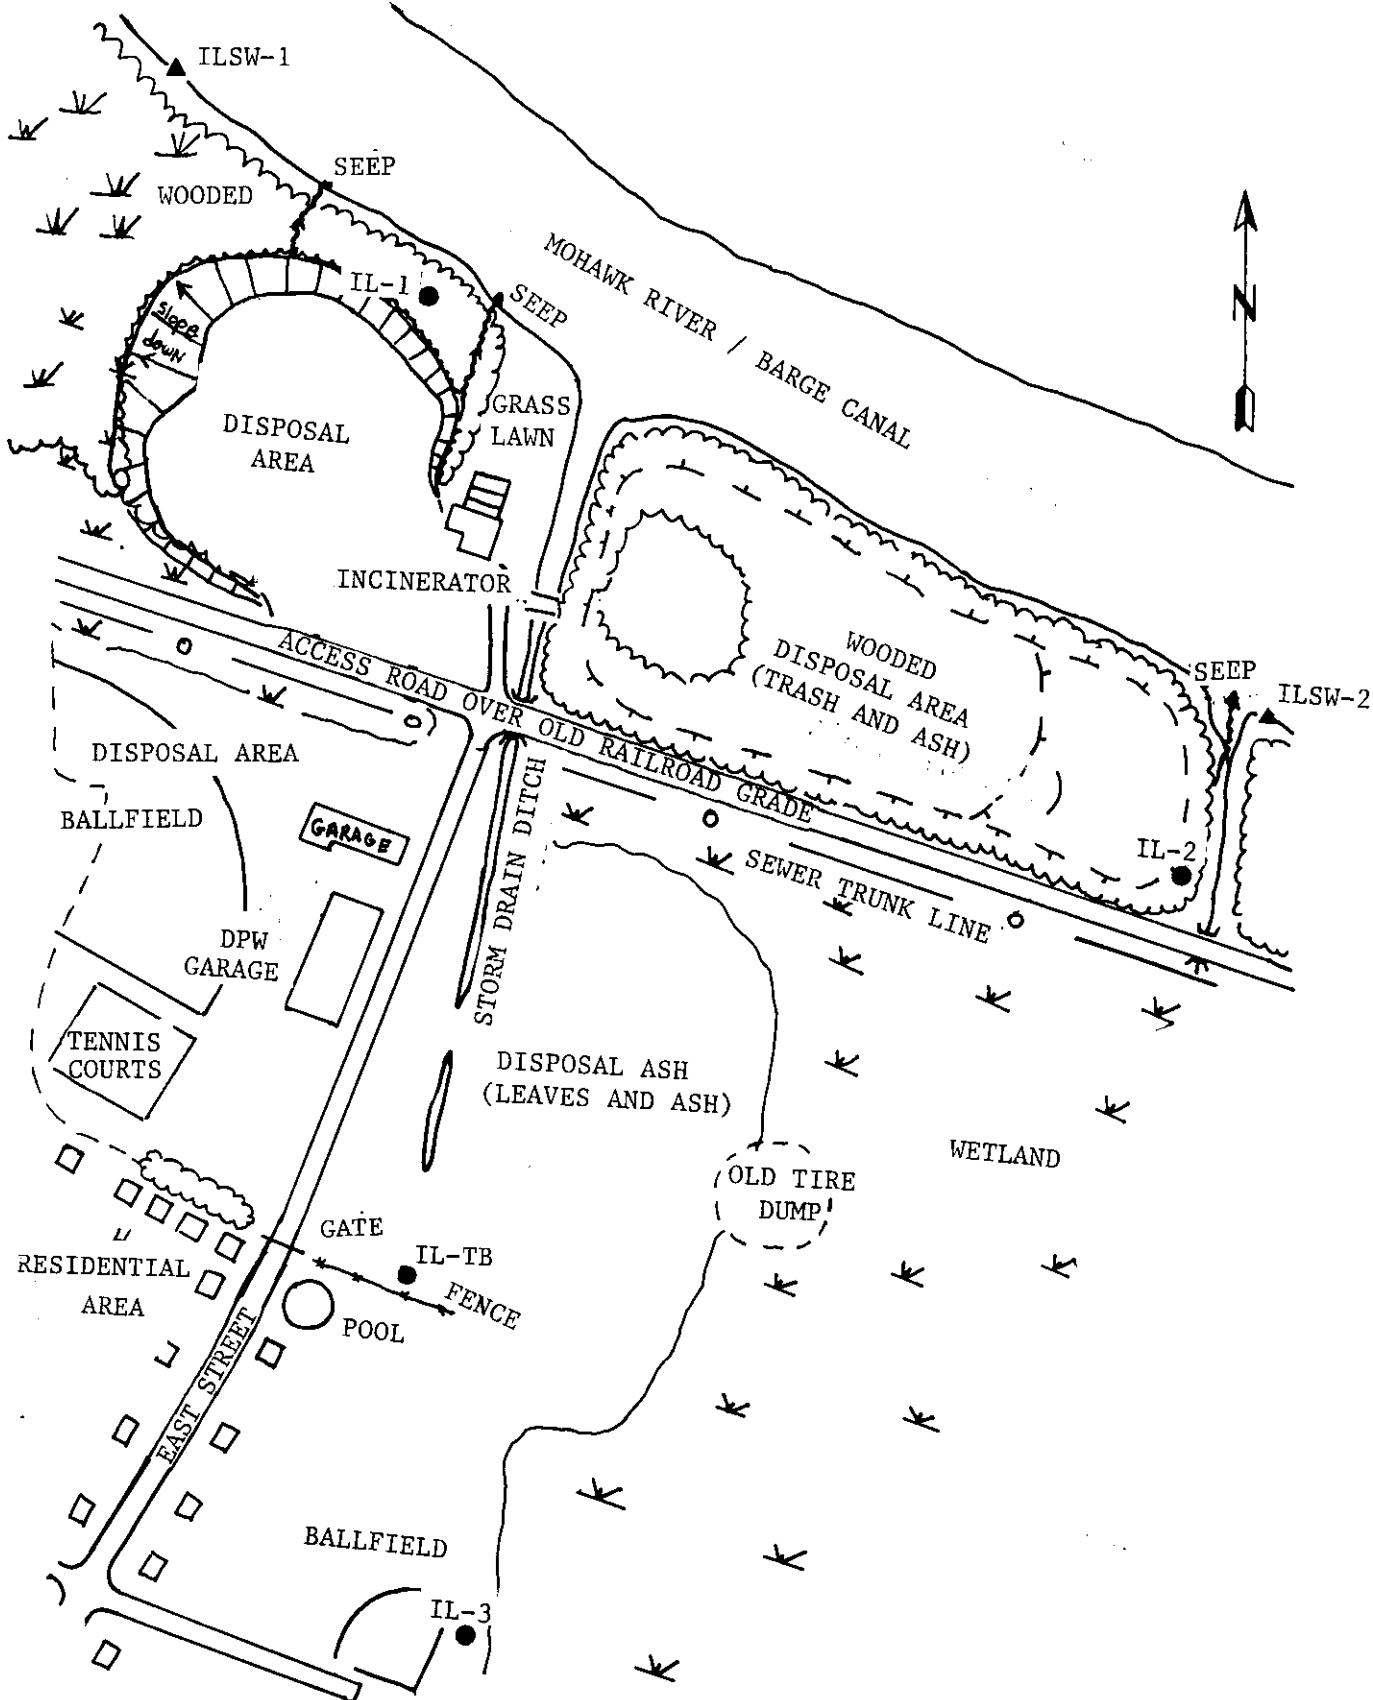 ILSW-1
SEEP
WOODED
MOHAWK RIVER / BARGE CANAL
N
IL-1
SEEP
slope
down
GRASS
LAWN
DISPOSAL
AREA
INCINERATOR
WOODED
DISPOSAL AREA
(TRASH AND ASH)
SEEP
ILSW-2
ACCESS ROAD OVER OLD RAILROAD GRADE
DISPOSAL AREA
BALLFIELD
GARAGE
STORM DRAIN DITCH
SEWER TRUNK LINE
IL-2
DPW
GARAGE
TENNIS
COURTS
DISPOSAL ASH
(LEAVES AND ASH)
WETLAND
OLD TIRE
DUMP
GATE
IL-TB
FENCE
RESIDENTIAL
AREA
POOL
EAST STREET
BALLFIELD
IL-3